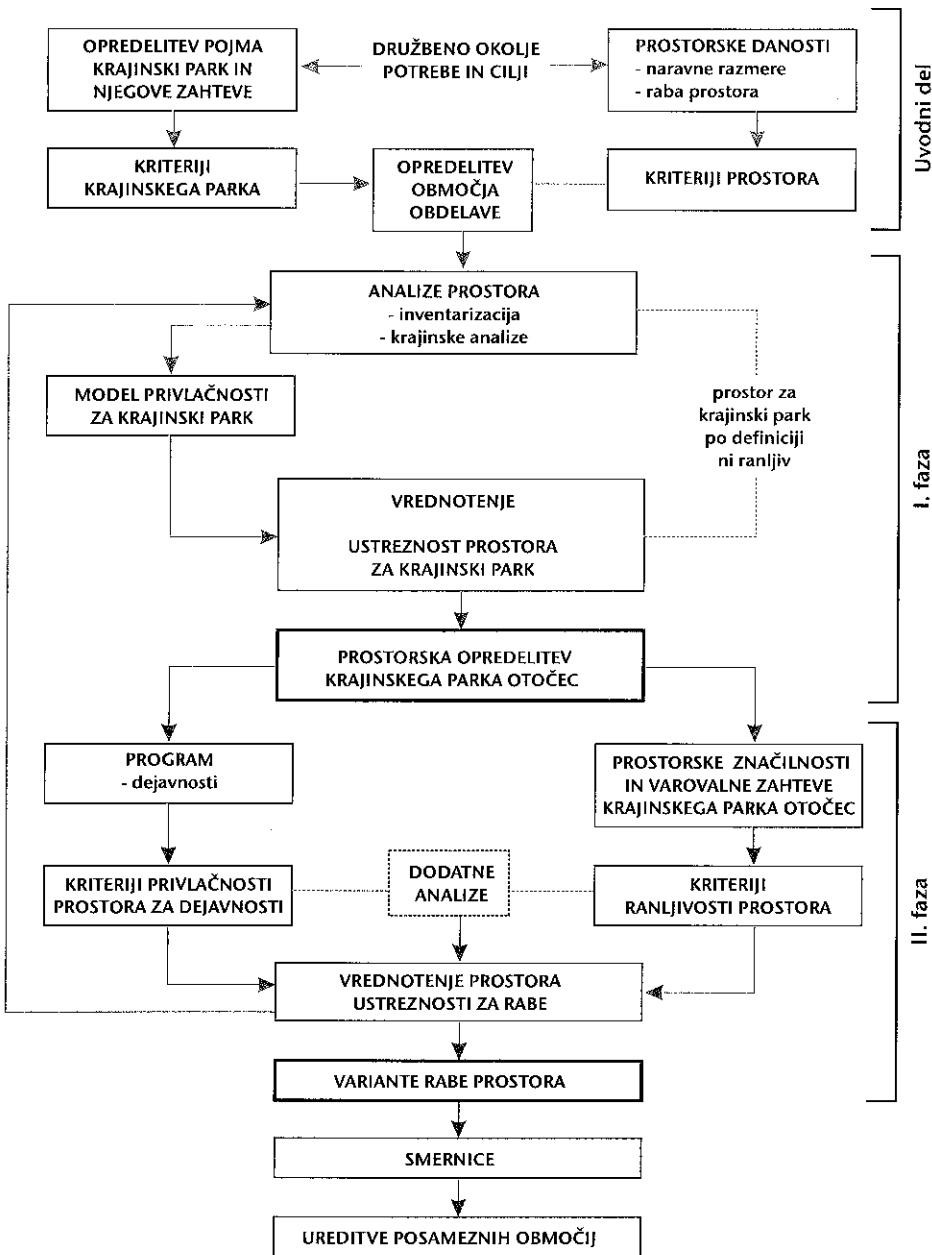 OPREDELITEV POJMA
KRAJINSKI PARK IN
NJEGOVE ZAHTEVE
DRUŽBENO OKOLJE
POTREBE IN CILJI
PROSTORSKE DANOSTI
- naravne razmere
- raba prostora
Uvodni del
KRITERIJI
KRAJINSKEGA PARKA
OPREDELITEV
OBMOČJA
OBDELAVE
KRITERIJI PROSTORA
ANALIZE PROSTORA
- inventarizacija
- krajinske analize
MODEL PRIVLAČNOSTI
ZA KRAJINSKI PARK
prostor za
krajinski park
po definiciji
ni ranljiv
I. faza
VREDNOTENJE
USTREZNOST PROSTORA
ZA KRAJINSKI PARK
PROSTORSKA OPREDELITEV
KRAJINSKEGA PARKA OTOČEC
PROGRAM
- dejavnosti
PROSTORSKE ZNAČILNOSTI
IN VAROVALNE ZAHTEVE
KRAJINSKEGA PARKA OTOČEC
KRITERIJI PRIVLAČNOSTI
PROSTORA ZA DEJAVNOSTI
DODATNE
ANALIZE
KRITERIJI
RANLJIVOSTI PROSTORA
II. faza
VREDNOTENJE PROSTORA
USTREZNOSTI ZA RABE
VARIANTE RABE PROSTORA
SMERNICE
UREDITVE POSAMEZNIH OBMOČIJ